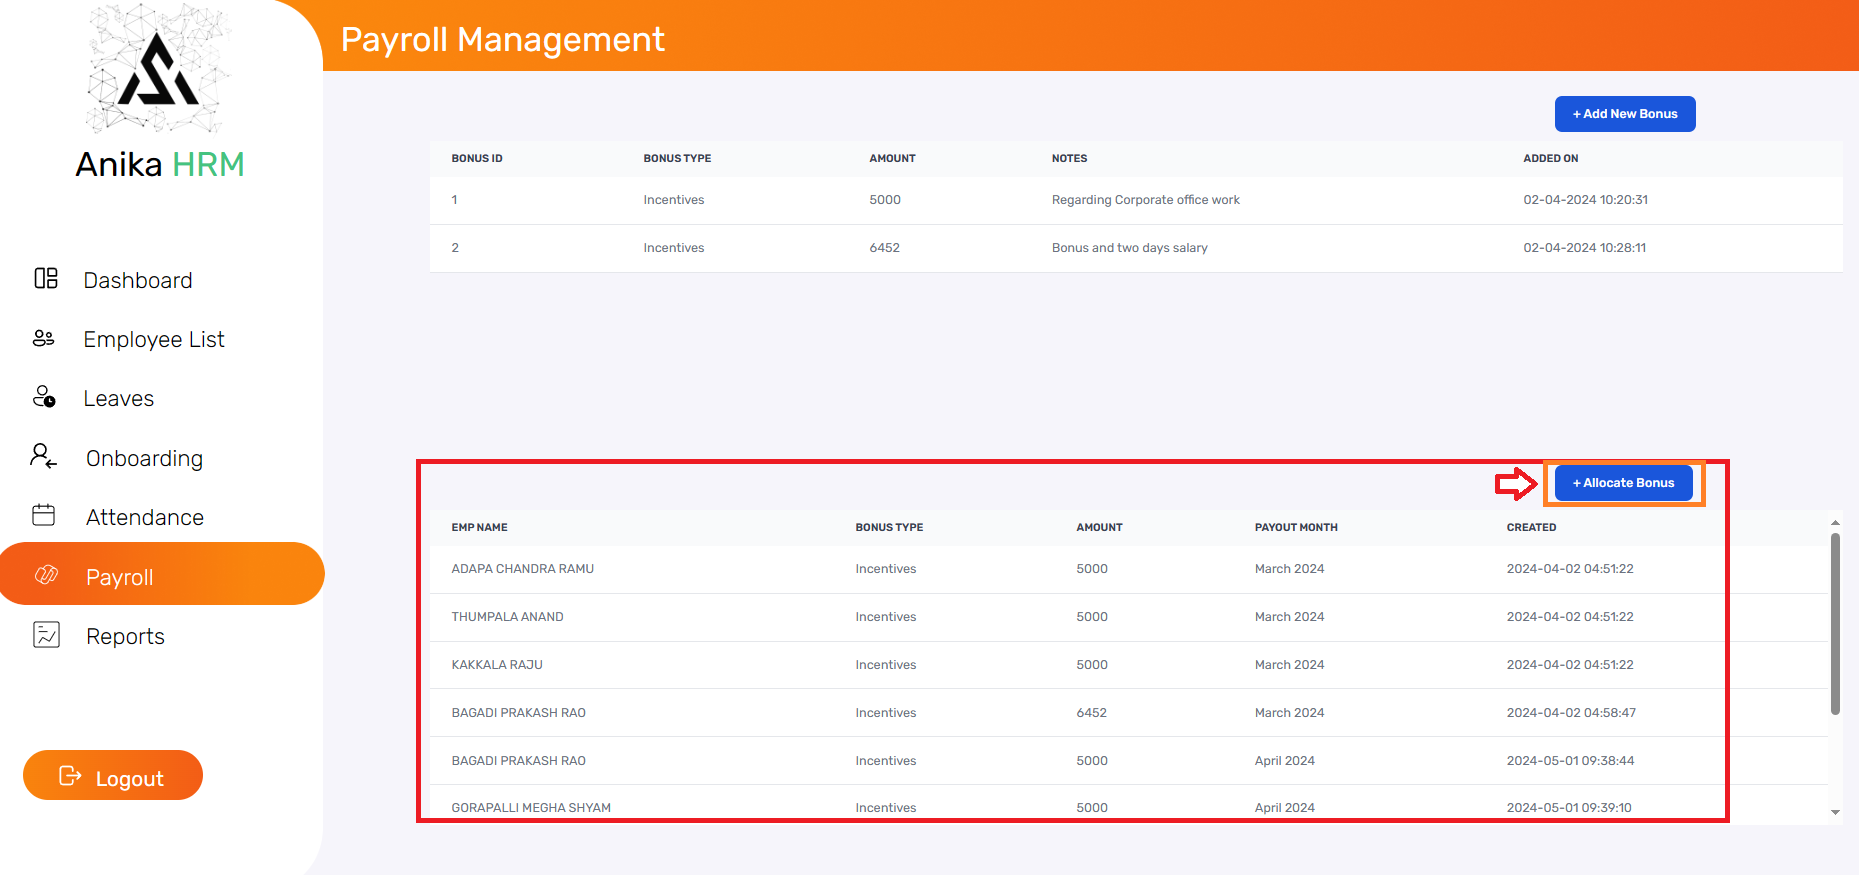 Payroll Management
Anika HRM
Dashboard
Employee List
Leaves
Onboarding
Attendance
Payroll
Reports
Logout
+ Add New Bonus
BONUS ID BONUS TYPE AMOUNT NOTES ADDED ON
1 Incentives 5000 Regarding Corporate office work 02-04-2024 10:20:31
2 Incentives 6452 Bonus and two days salary 02-04-2024 10:28:11
+ Allocate Bonus
EMP NAME BONUS TYPE AMOUNT PAYOUT MONTH CREATED
ADAPA CHANDRA RAMU Incentives 5000 March 2024 2024-04-02 04:51:22
THUMPALA ANAND Incentives 5000 March 2024 2024-04-02 04:51:22
KAKKALA RAJU Incentives 5000 March 2024 2024-04-02 04:51:22
BAGADI PRAKASH RAO Incentives 6452 March 2024 2024-04-02 04:58:47
BAGADI PRAKASH RAO Incentives 5000 April 2024 2024-05-01 09:38:44
GORAPALLI MEGHA SHYAM Incentives 5000 April 2024 2024-05-01 09:39:10